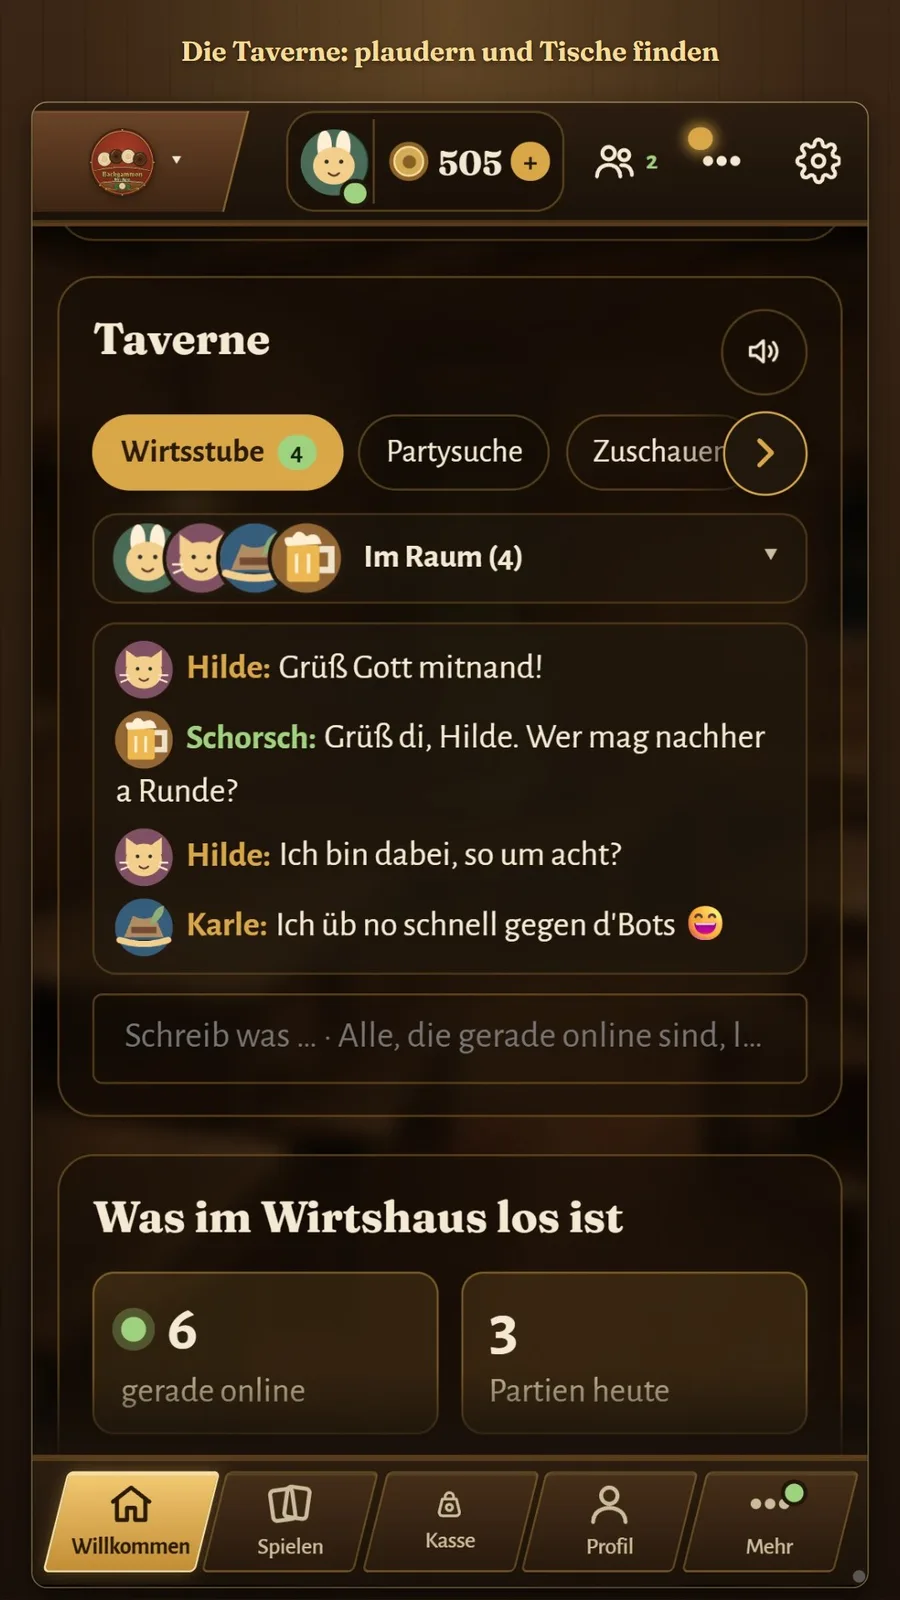 Die Taverne: plaudern und Tische finden
Backgammon
505 +
2
Taverne
Wirtsstube 4
Partysuche
Zuschauer
Im Raum (4)
Hilde: Grüß Gott mitnand!
Schorsch: Grüß di, Hilde. Wer mag nachher
a Runde?
Hilde: Ich bin dabei, so um acht?
Karle: Ich üb no schnell gegen d'Bots 😄
Schreib was ... · Alle, die gerade online sind, l...
Was im Wirtshaus los ist
6
gerade online
3
Partien heute
Willkommen
Spielen
Kasse
Profil
Mehr